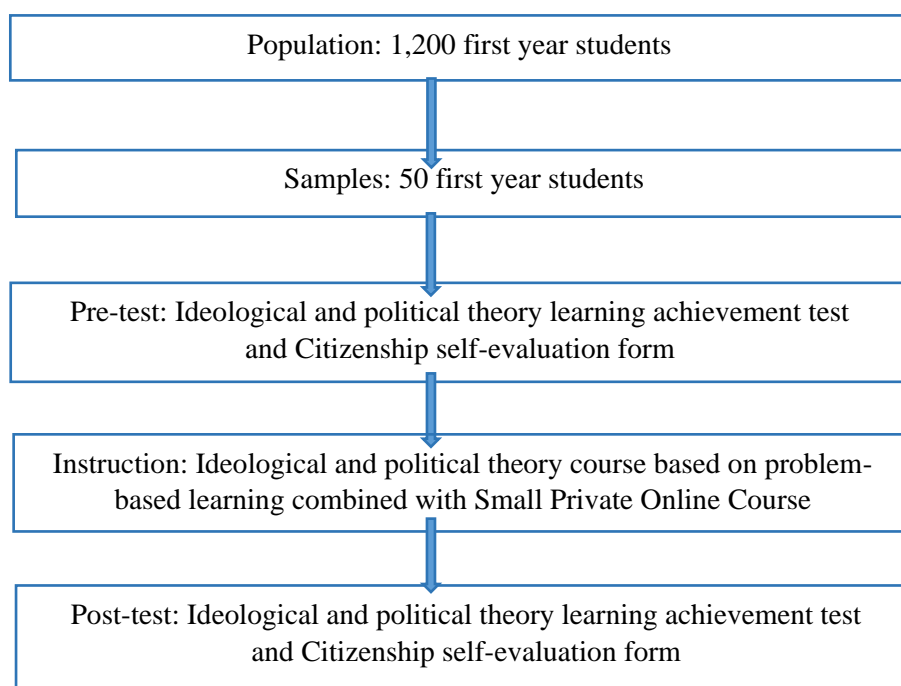 Population: 1,200 first year students
Samples: 50 first year students
Pre-test: Ideological and political theory learning achievement test
and Citizenship self-evaluation form
Instruction: Ideological and political theory course based on problem-
based learning combined with Small Private Online Course
Post-test: Ideological and political theory learning achievement test
and Citizenship self-evaluation form